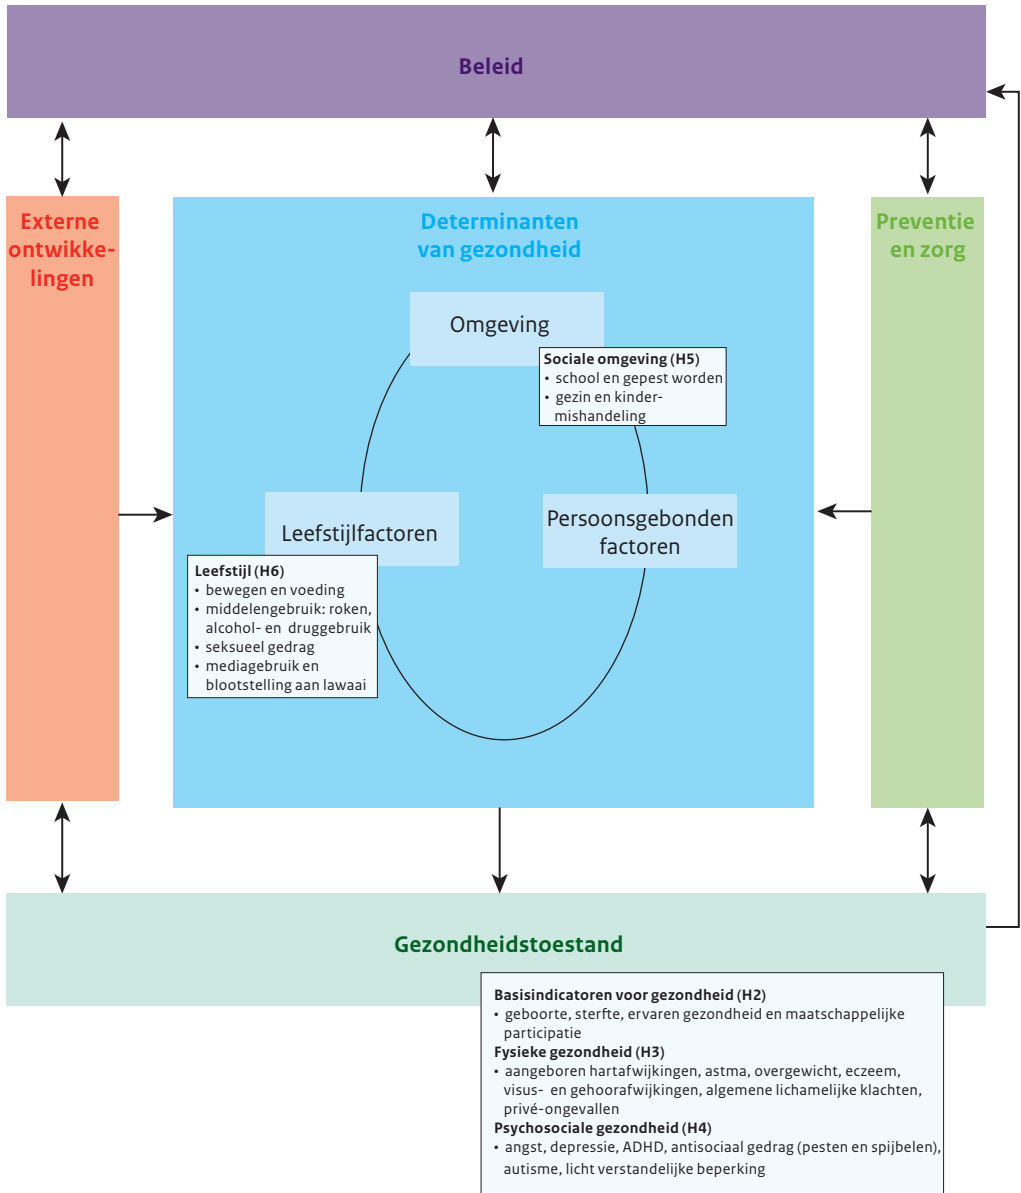 Beleid
Externe
ontwikke-
lingen
Determinanten
van gezondheid
Preventie
en zorg
Omgeving
Sociale omgeving (H5)
• school en gepest worden
• gezin en kinder-
mishandeling
Leefstijlfactoren
Persoonsgebonden
factoren
Leefstijl (H6)
• bewegen en voeding
• middelengebruik: roken,
alcohol- en druggebruik
• seksueel gedrag
• mediagebruik en
blootstelling aan lawaai
Gezondheidstoestand
Basisindicatoren voor gezondheid (H2)
• geboorte, sterfte, ervaren gezondheid en maatschappelijke
participatie
Fysieke gezondheid (H3)
• aangeboren hartafwijkingen, astma, overgewicht, eczeem,
visus- en gehoorafwijkingen, algemene lichamelijke klachten,
privé-ongevallen
Psychosociale gezondheid (H4)
• angst, depressie, ADHD, antisociaal gedrag (pesten en spijbelen),
autisme, licht verstandelijke beperking